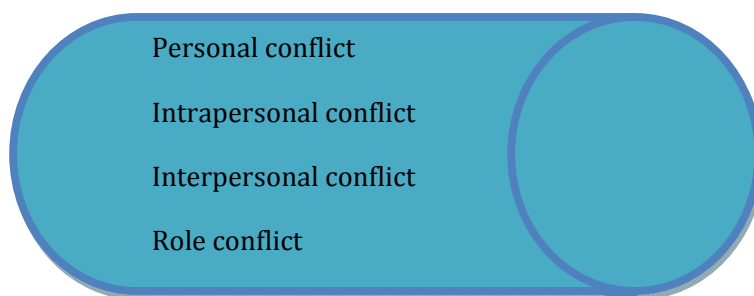 Personal conflict
Intrapersonal conflict
Interpersonal conflict
Role conflict